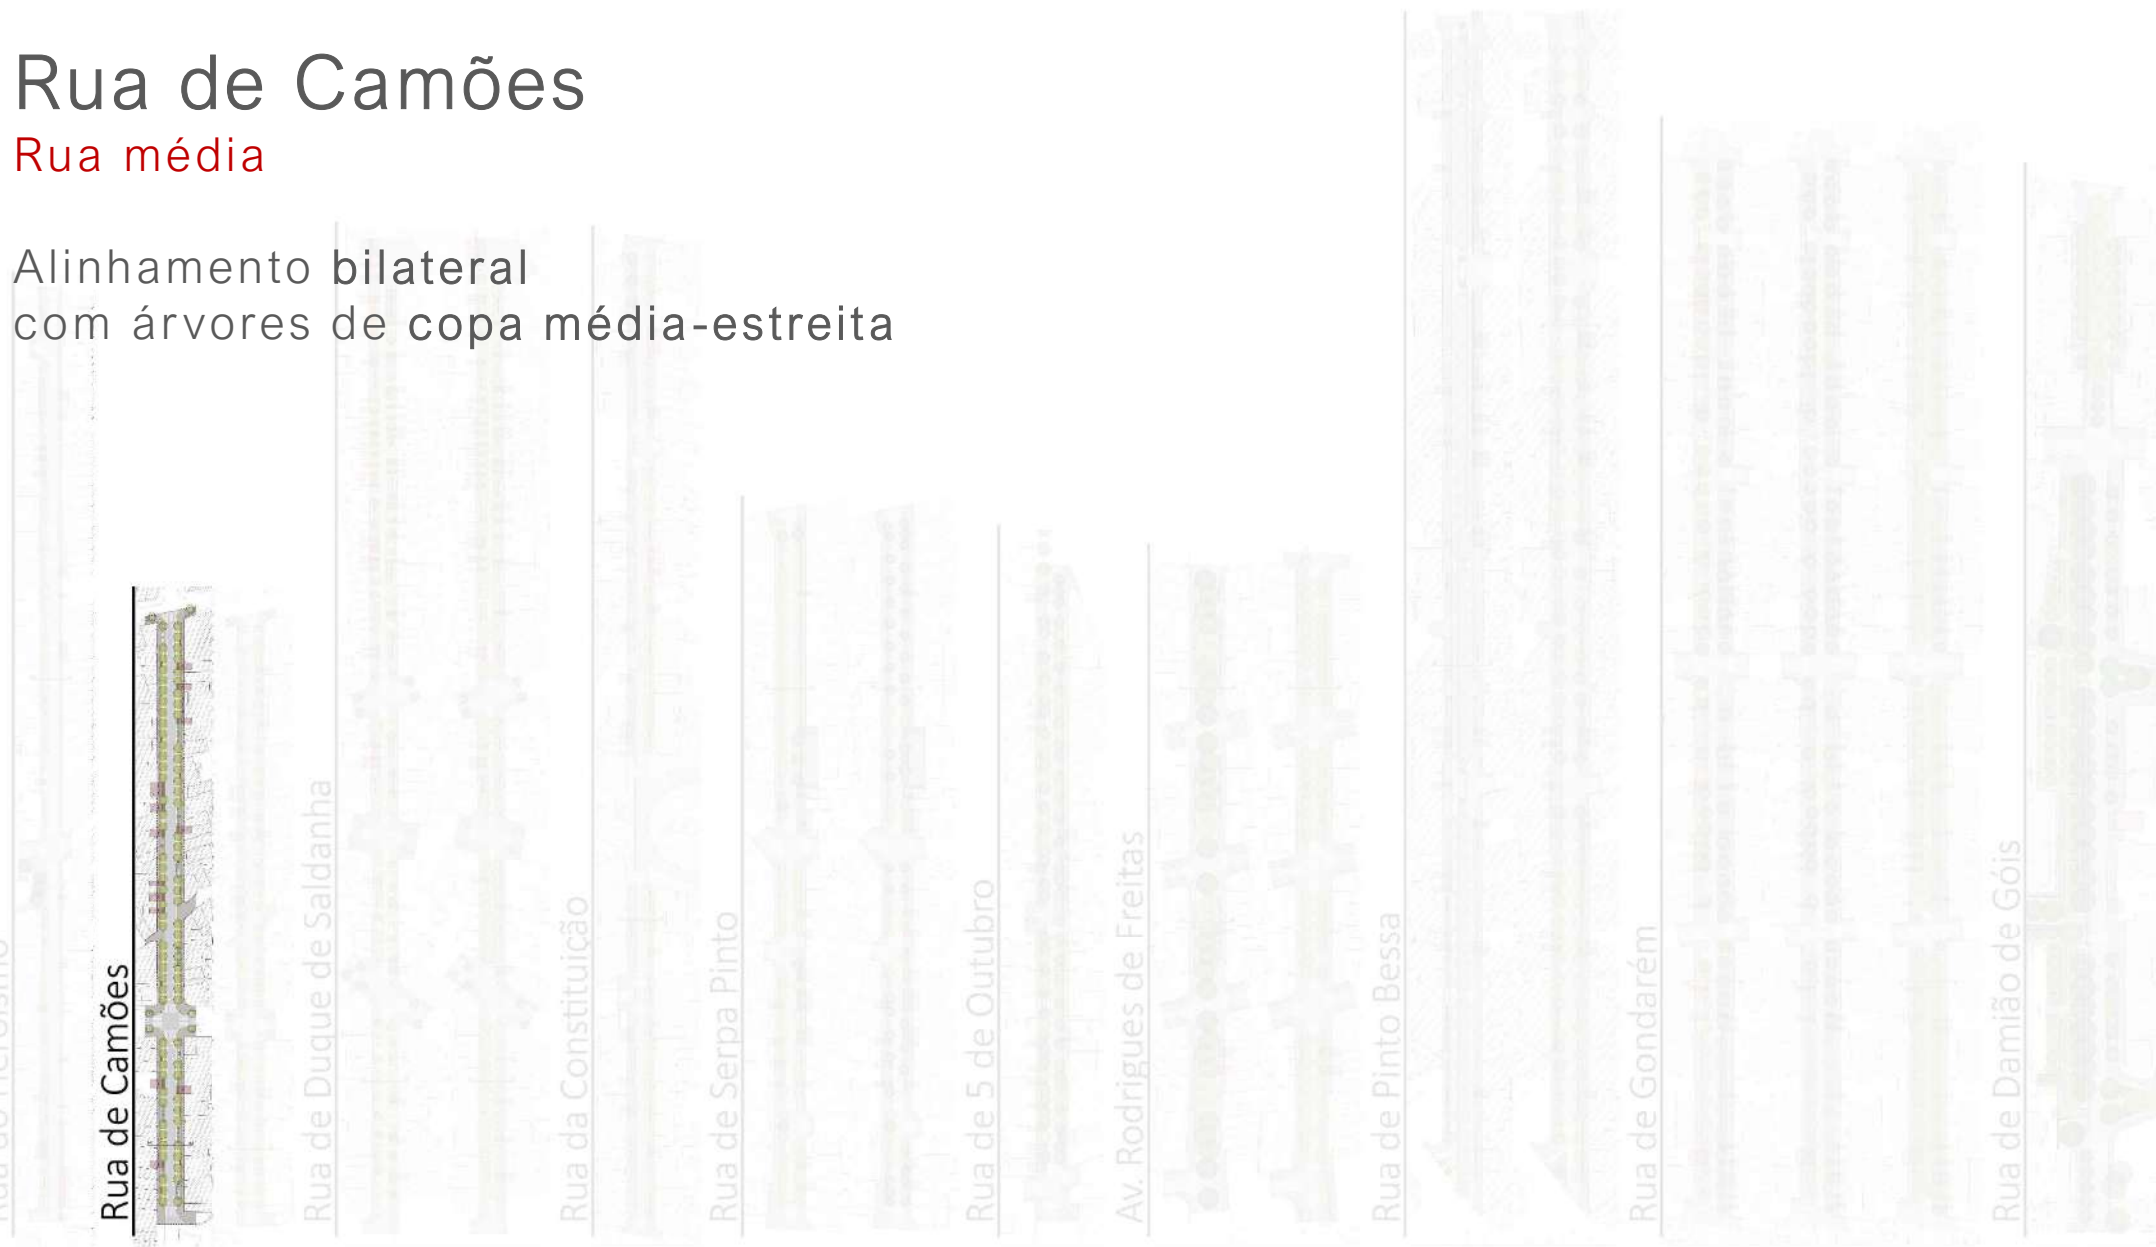 Rua de Camões
Rua média
Alinhamento bilateral
com árvores de copa média-estreita
Rua de Camões
Rua de Duque de Saldanha
Rua da Constituição
Rua de Serpa Pinto
Rua de 5 de Outubro
Av. Rodrigues de Freitas
Rua de Pinto Bessa
Rua de Gondarém
Rua de Damião de Góis